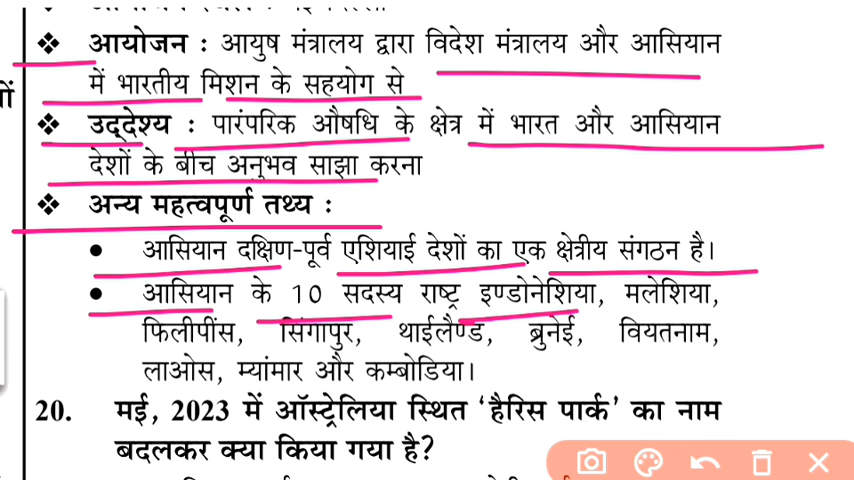 ❖ आयोजन : आयुष मंत्रालय द्वारा विदेश मंत्रालय और आसियान
में भारतीय मिशन के सहयोग से
❖ उद्देश्य : पारंपरिक औषधि के क्षेत्र में भारत और आसियान
देशों के बीच अनुभव साझा करना
❖ अन्य महत्वपूर्ण तथ्य :
• आसियान दक्षिण-पूर्व एशियाई देशों का एक क्षेत्रीय संगठन है।
• आसियान के 10 सदस्य राष्ट्र इण्डोनेशिया, मलेशिया,
फिलीपींस, सिंगापुर, थाईलैण्ड, ब्रुनेई, वियतनाम,
लाओस, म्यांमार और कम्बोडिया।
20. मई, 2023 में ऑस्ट्रेलिया स्थित ‘हैरिस पार्क’ का नाम
बदलकर क्या किया गया है?